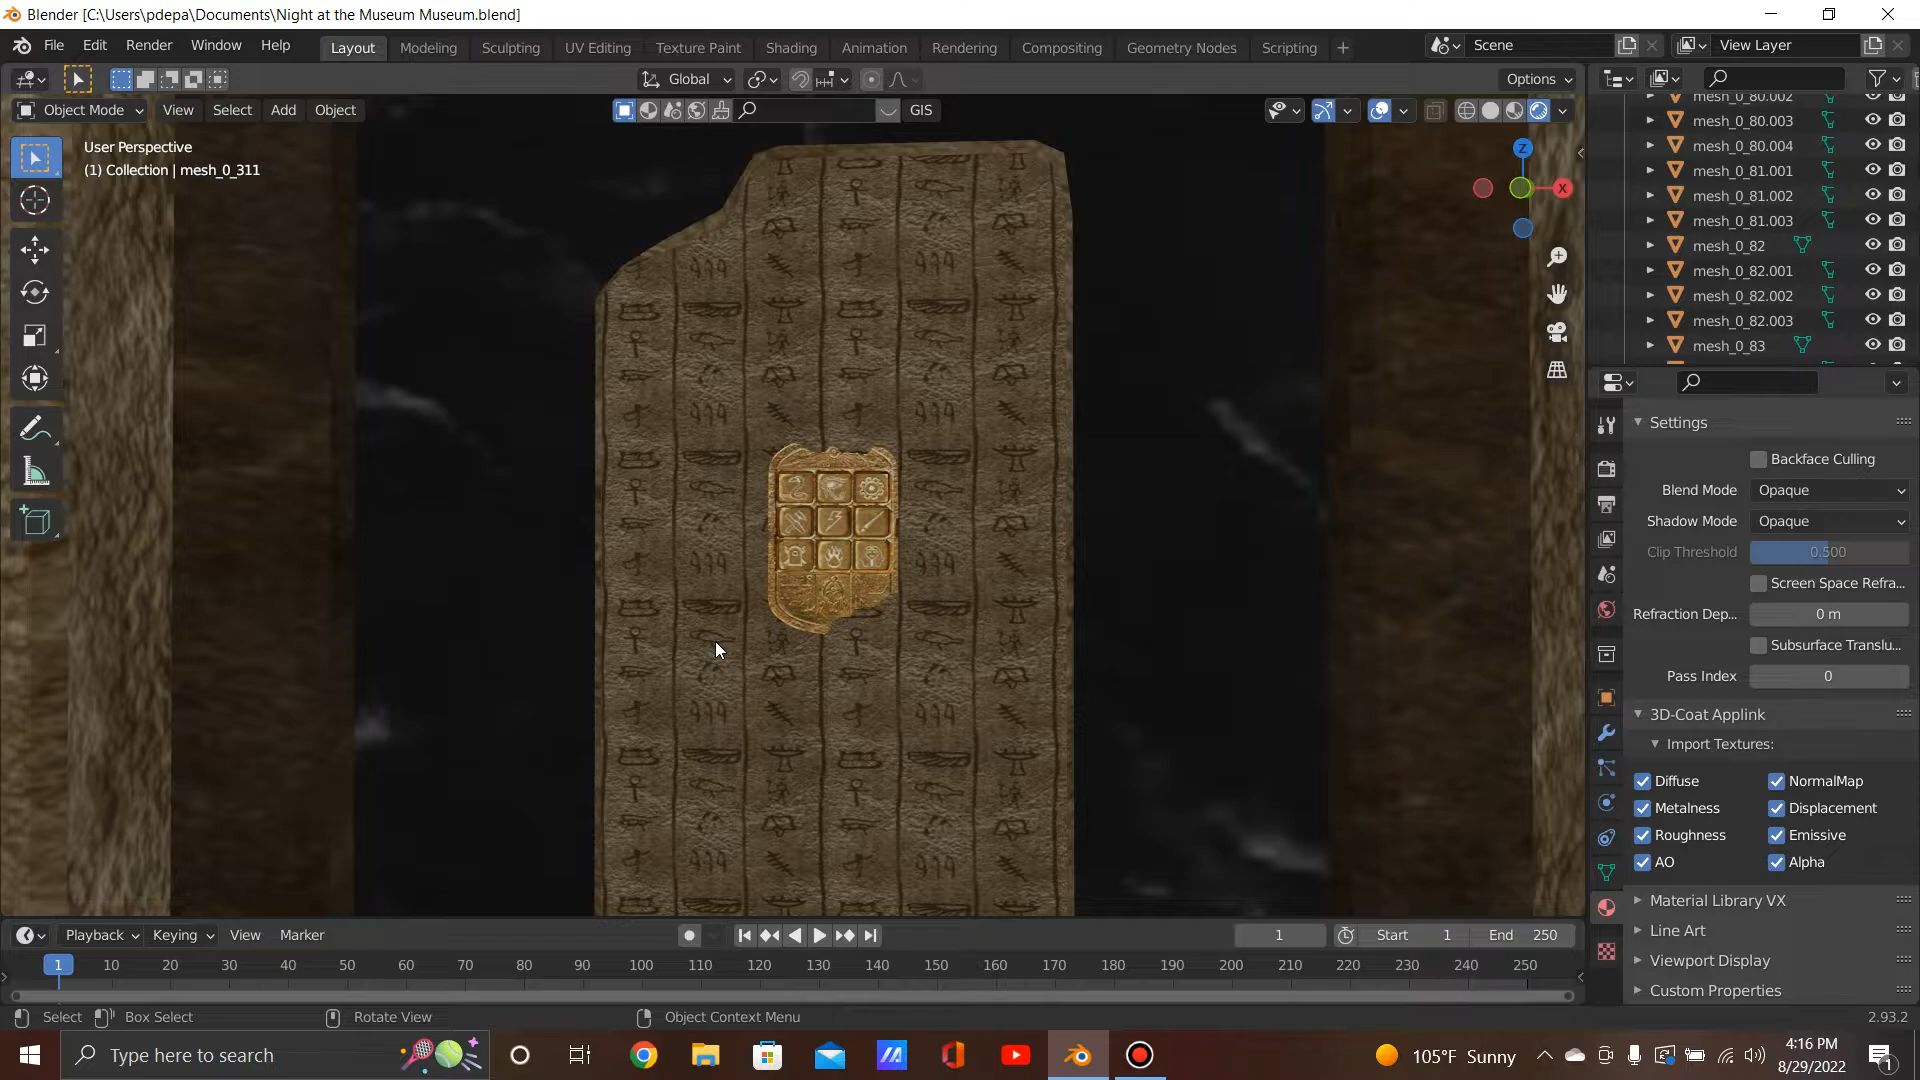 Blender [C:\Users\pdepa\Documents\Night at the Museum Museum.blend]
File Edit Render Window Help
Layout Modeling Sculpting UV Editing Texture Paint Shading Animation Rendering Compositing Geometry Nodes Scripting +
Scene
View Layer
Global
Options
Object Mode View Select Add Object
GIS
User Perspective
(1) Collection | mesh_0_311
Z
X
mesh_0_80.002
mesh_0_80.003
mesh_0_80.004
mesh_0_81.001
mesh_0_81.002
mesh_0_81.003
mesh_0_82
mesh_0_82.001
mesh_0_82.002
mesh_0_82.003
mesh_0_83
Settings
Backface Culling
Blend Mode Opaque
Shadow Mode Opaque
Clip Threshold 0.500
Screen Space Refra...
Refraction Dep... 0 m
Subsurface Translu...
Pass Index 0
3D-Coat Applink
Import Textures:
Diffuse NormalMap
Metalness Displacement
Roughness Emissive
AO Alpha
Material Library VX
Line Art
Viewport Display
Custom Properties
Playback Keying View Marker
1 Start 1 End 250
1 10 20 30 40 50 60 70 80 90 100 110 120 130 140 150 160 170 180 190 200 210 220 230 240 250
Select Box Select Rotate View Object Context Menu 2.93.2
Type here to search
105°F Sunny
4:16 PM
8/29/2022
1